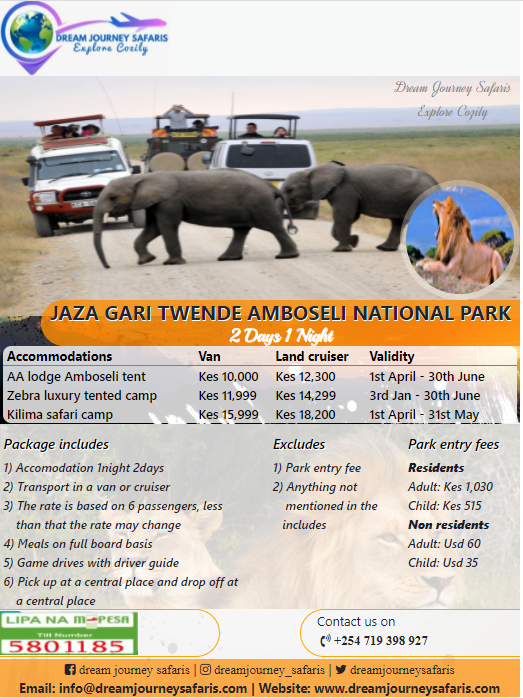 DREAM JOURNEY SAFARIS
Explore Cozily
Dream Journey Safaris
Explore Cozily
JAZA GARI TWENDE AMBOSELI NATIONAL PARK
2 Days 1 Night
Accommodations Van Land cruiser Validity
AA lodge Amboseli tent Kes 10,000 Kes 12,300 1st April - 30th June
Zebra luxury tented camp Kes 11,999 Kes 14,299 3rd Jan - 30th June
Kilima safari camp Kes 15,999 Kes 18,200 1st April - 31st May
Package includes
1) Accomodation 1night 2days
2) Transport in a van or cruiser
3) The rate is based on 6 passengers, less
than that the rate may change
4) Meals on full board basis
5) Game drives with driver guide
6) Pick up at a central place and drop off at
a central place
Excludes
1) Park entry fee
2) Anything not
mentioned in the
includes
Park entry fees
Residents
Adult: Kes 1,030
Child: Kes 515
Non residents
Adult: Usd 60
Child: Usd 35
LIPA NA M-PESA
Till Number
5801185
Contact us on
+254 719 398 927
dream journey safaris | dreamjourney_safaris | dreamjourneysafaris
Email: info@dreamjourneysafaris.com | Website: www.dreamjourneysafaris.com